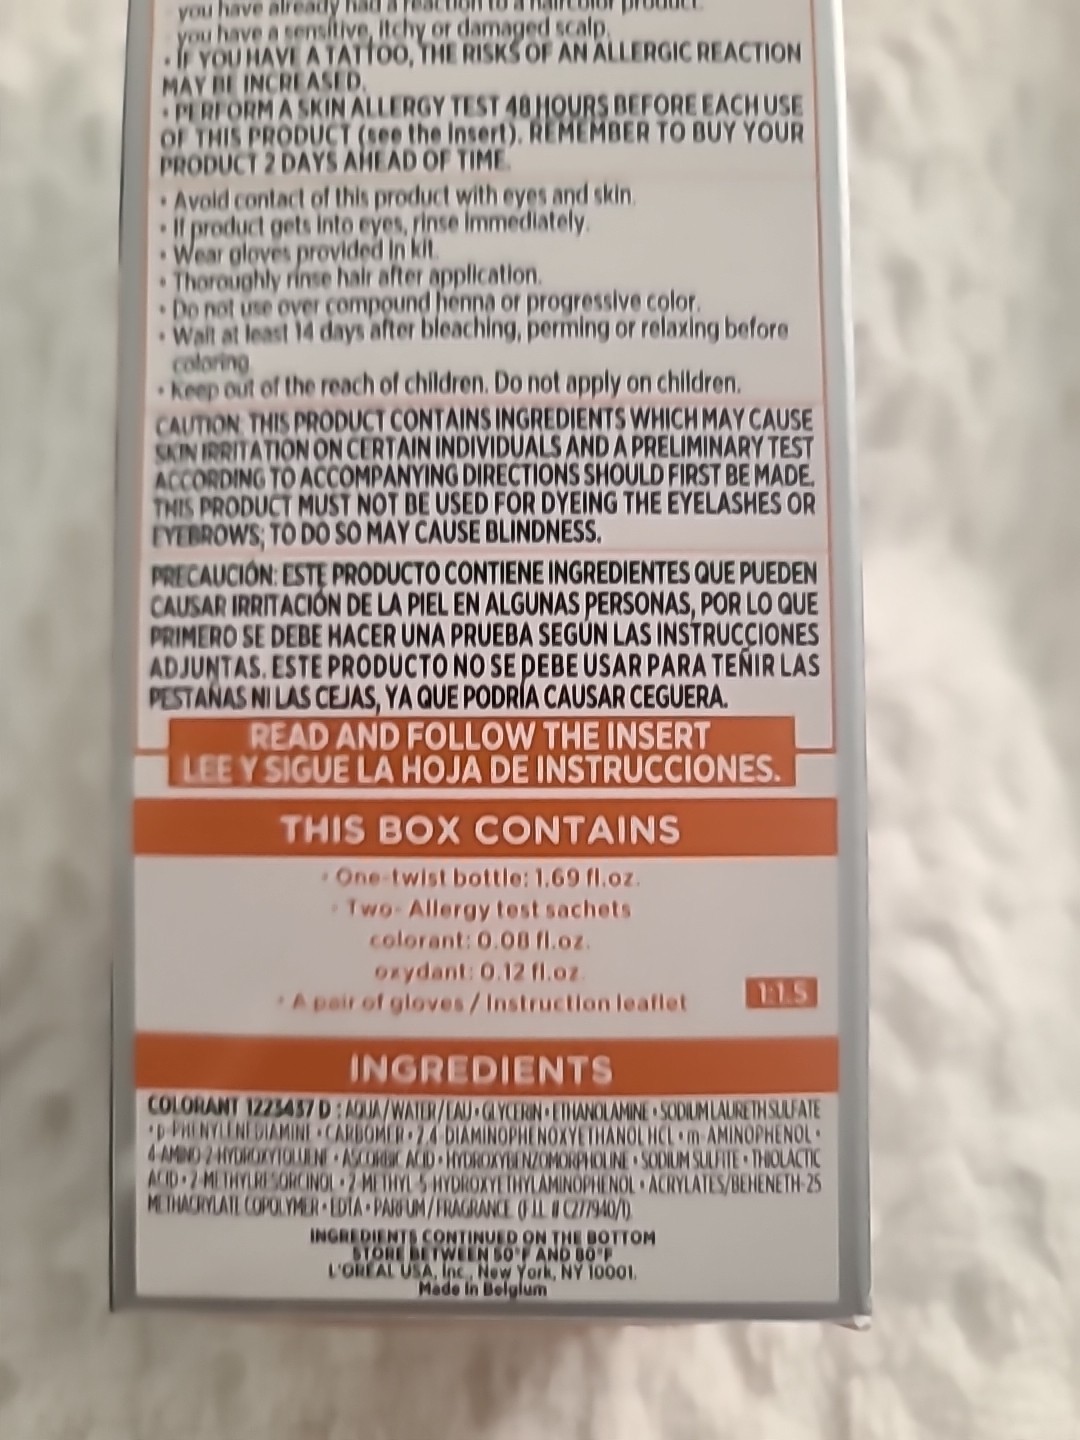 you have already had a reaction to a haircolor product.
you have a sensitive, itchy or damaged scalp.
• IF YOU HAVE A TATTOO, THE RISKS OF AN ALLERGIC REACTION
MAY BE INCREASED.
• PERFORM A SKIN ALLERGY TEST 48 HOURS BEFORE EACH USE
OF THIS PRODUCT (see the Insert). REMEMBER TO BUY YOUR
PRODUCT 2 DAYS AHEAD OF TIME.
• Avoid contact of this product with eyes and skin.
• If product gets into eyes, rinse immediately.
• Wear gloves provided in kit.
• Thoroughly rinse hair after application.
• Do not use over compound henna or progressive color.
• Wait at least 14 days after bleaching, perming or relaxing before
coloring
• Keep out of the reach of children. Do not apply on children.
CAUTION: THIS PRODUCT CONTAINS INGREDIENTS WHICH MAY CAUSE
SKIN IRRITATION ON CERTAIN INDIVIDUALS AND A PRELIMINARY TEST
ACCORDING TO ACCOMPANYING DIRECTIONS SHOULD FIRST BE MADE.
THIS PRODUCT MUST NOT BE USED FOR DYEING THE EYELASHES OR
EYEBROWS; TO DO SO MAY CAUSE BLINDNESS.
PRECAUCIÓN: ESTE PRODUCTO CONTIENE INGREDIENTES QUE PUEDEN
CAUSAR IRRITACIÓN DE LA PIEL EN ALGUNAS PERSONAS, POR LO QUE
PRIMERO SE DEBE HACER UNA PRUEBA SEGÚN LAS INSTRUCCIONES
ADJUNTAS. ESTE PRODUCTO NO SE DEBE USAR PARA TEÑIR LAS
PESTAÑAS NI LAS CEJAS, YA QUE PODRÍA CAUSAR CEGUERA.
READ AND FOLLOW THE INSERT
LEE Y SIGUE LA HOJA DE INSTRUCCIONES.
THIS BOX CONTAINS
• One-twist bottle: 1.69 fl.oz.
• Two- Allergy test sachets
colorant: 0.08 fl.oz.
oxydant: 0.12 fl.oz.
• A pair of gloves / Instruction leaflet
1:1.5
INGREDIENTS
COLORANT 1223437 D : AQUA / WATER / EAU • GLYCERIN • ETHANOLAMINE • SODIUM LAURETH SULFATE
• p-PHENYLENEDIAMINE • CARBOMER • 2,4-DIAMINOPHENOXYETHANOL HCL • m-AMINOPHENOL •
4-AMINO-2-HYDROXYTOLUENE • ASCORBIC ACID • HYDROXYBENZOMORPHOLINE • SODIUM SULFITE • THIOLACTIC
ACID • 2-METHYLRESORCINOL • 2-METHYL-5-HYDROXYETHYLAMINOPHENOL • ACRYLATES/BEHENETH-25
METHACRYLATE COPOLYMER • EDTA • PARFUM / FRAGRANCE (F.I.L. # C277940/1).
INGREDIENTS CONTINUED ON THE BOTTOM
STORE BETWEEN 50°F AND 80°F
L'ORÉAL USA, Inc., New York, NY 10001.
Made in Belgium